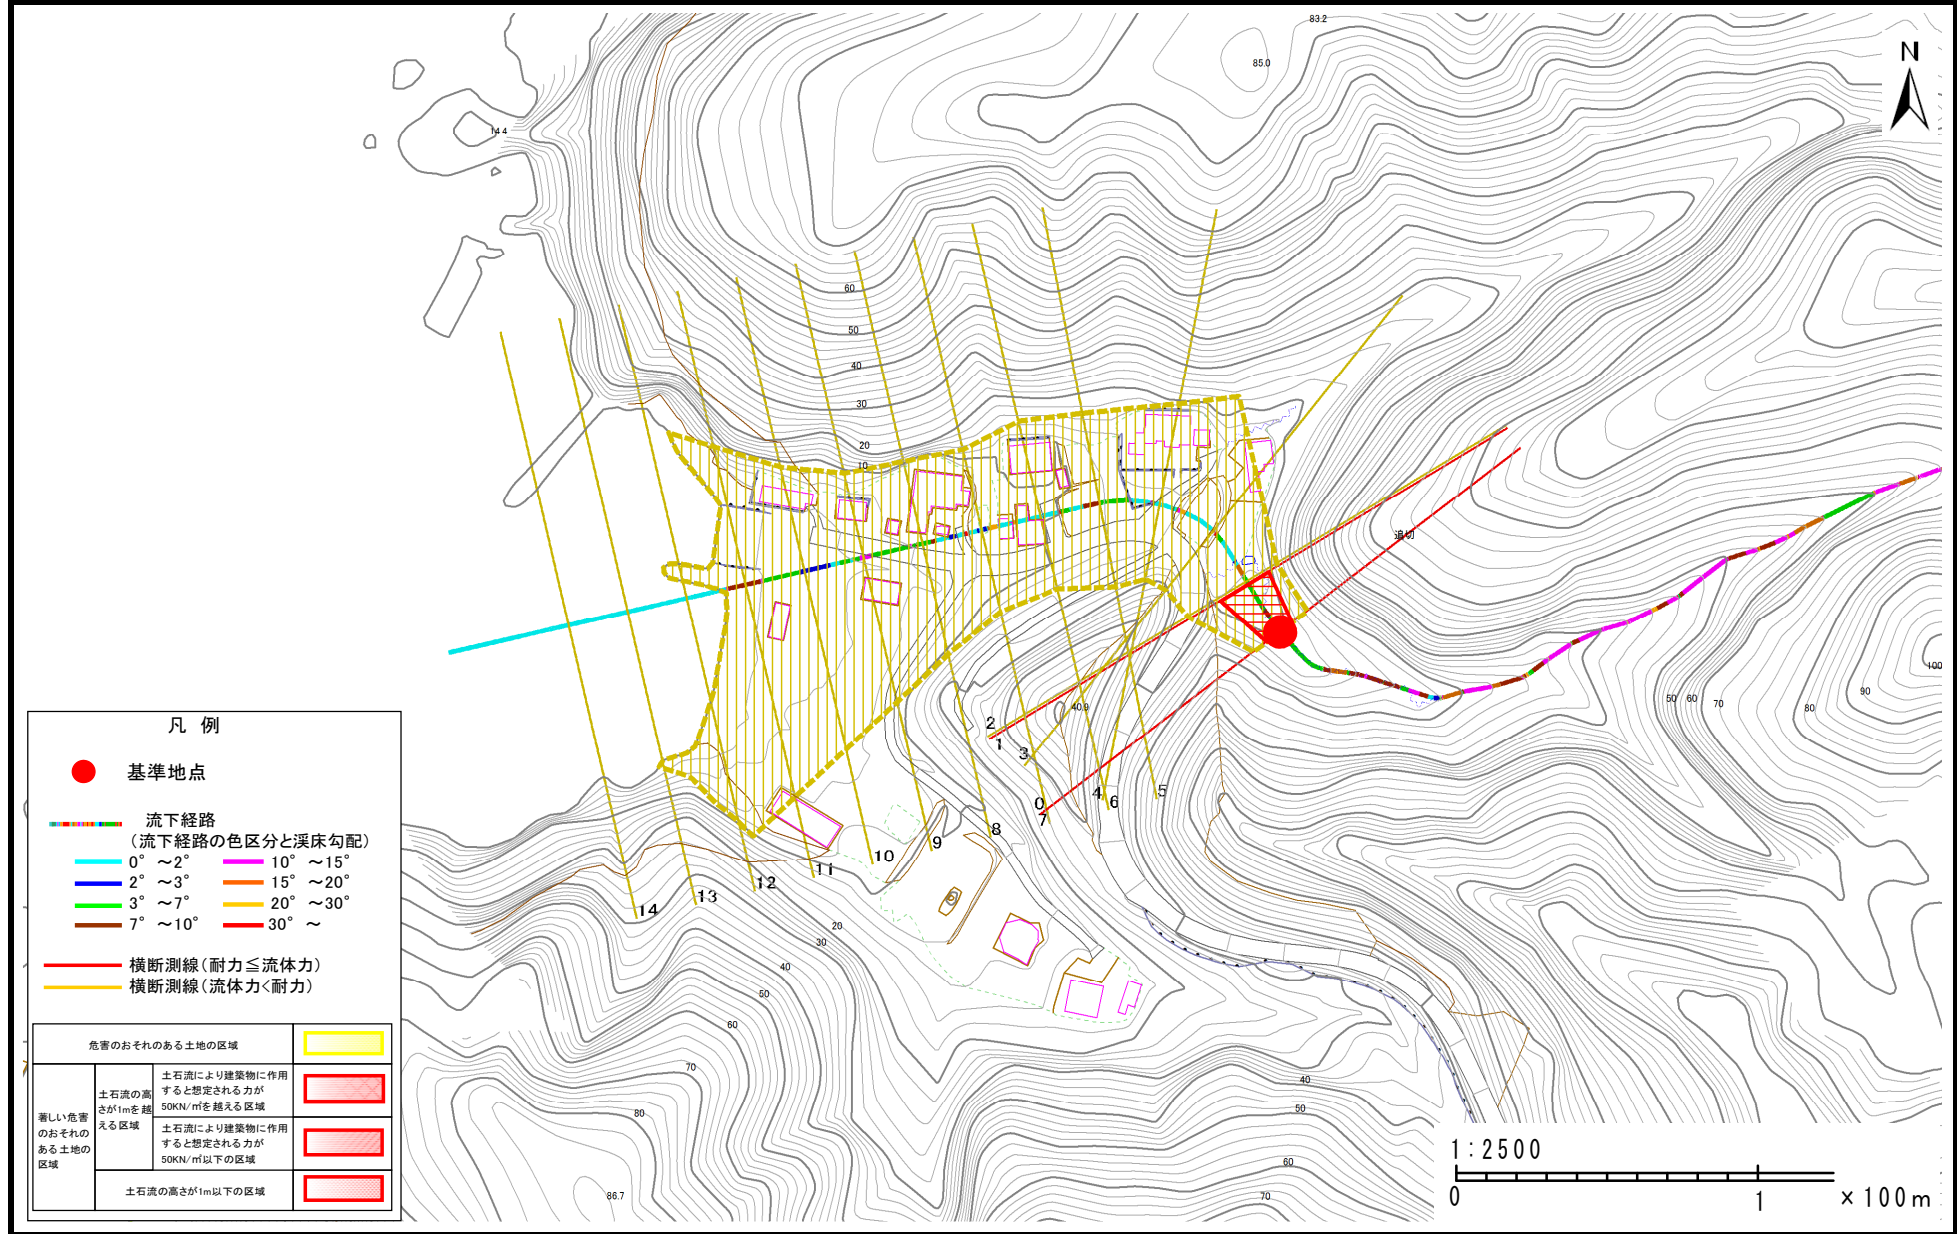 83.2
N
85.0
14.4
60
50
40
30
20
10
追切
100
90
50 60 70
80
40.9
2
1
3
0
4
6
5
7
8
9
10
11
12
13
14
20
30
40
50
60
70
80
86.7
40
50
60
70
凡 例
基準地点
流下経路
(流下経路の色区分と渓床勾配)
0° ～2° 10° ～15°
2° ～3° 15° ～20°
3° ～7° 20° ～30°
7° ～10° 30° ～
横断測線(耐力≦流体力)
横断測線(流体力<耐力)
危害のおそれのある土地の区域
著しい危害
のおそれの
ある土地の
区域
土石流の高
さが1mを越
える区域
土石流により建築物に作用
すると想定される力が
50KN/㎡を越える区域
土石流により建築物に作用
すると想定される力が
50KN/㎡以下の区域
土石流の高さが1m以下の区域
1:2500
0 1 ×100m